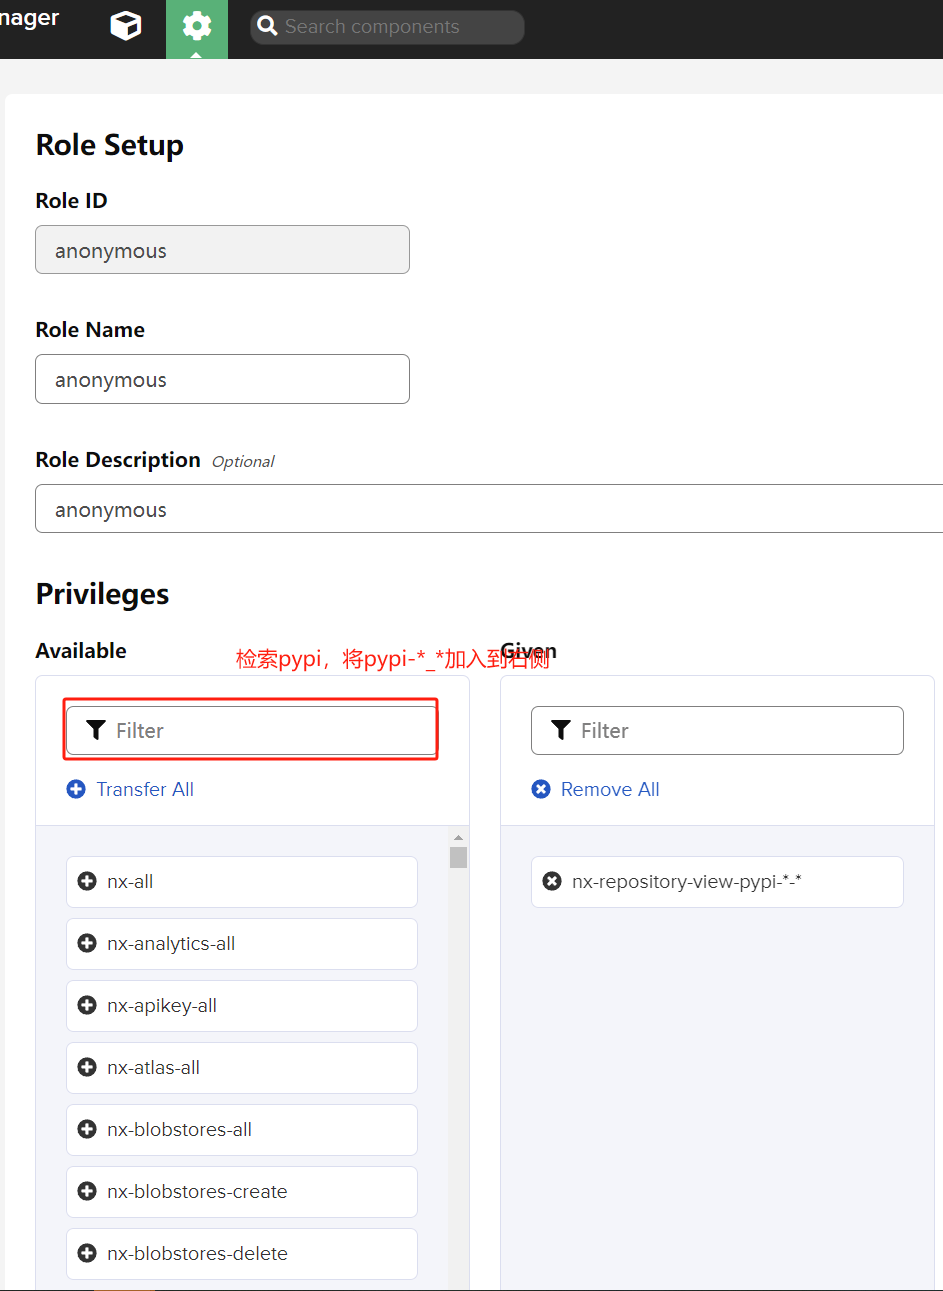 nager
Search components
Role Setup
Role ID
anonymous
Role Name
anonymous
Role Description Optional
anonymous
Privileges
Available
检索pypi，将pypi-*_*加入到右侧
Given
Filter
Filter
Transfer All
Remove All
nx-all
nx-repository-view-pypi-*-*
nx-analytics-all
nx-apikey-all
nx-atlas-all
nx-blobstores-all
nx-blobstores-create
nx-blobstores-delete